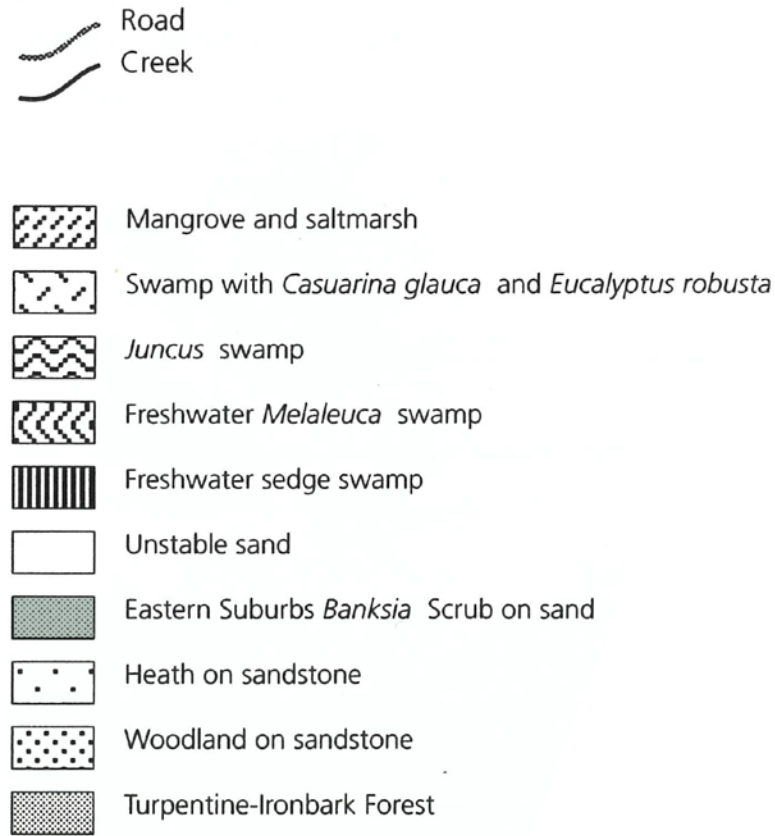 Road
Creek
Mangrove and saltmarsh
Swamp with Casuarina glauca and Eucalyptus robusta
Juncus swamp
Freshwater Melaleuca swamp
Freshwater sedge swamp
Unstable sand
Eastern Suburbs Banksia Scrub on sand
Heath on sandstone
Woodland on sandstone
Turpentine-Ironbark Forest